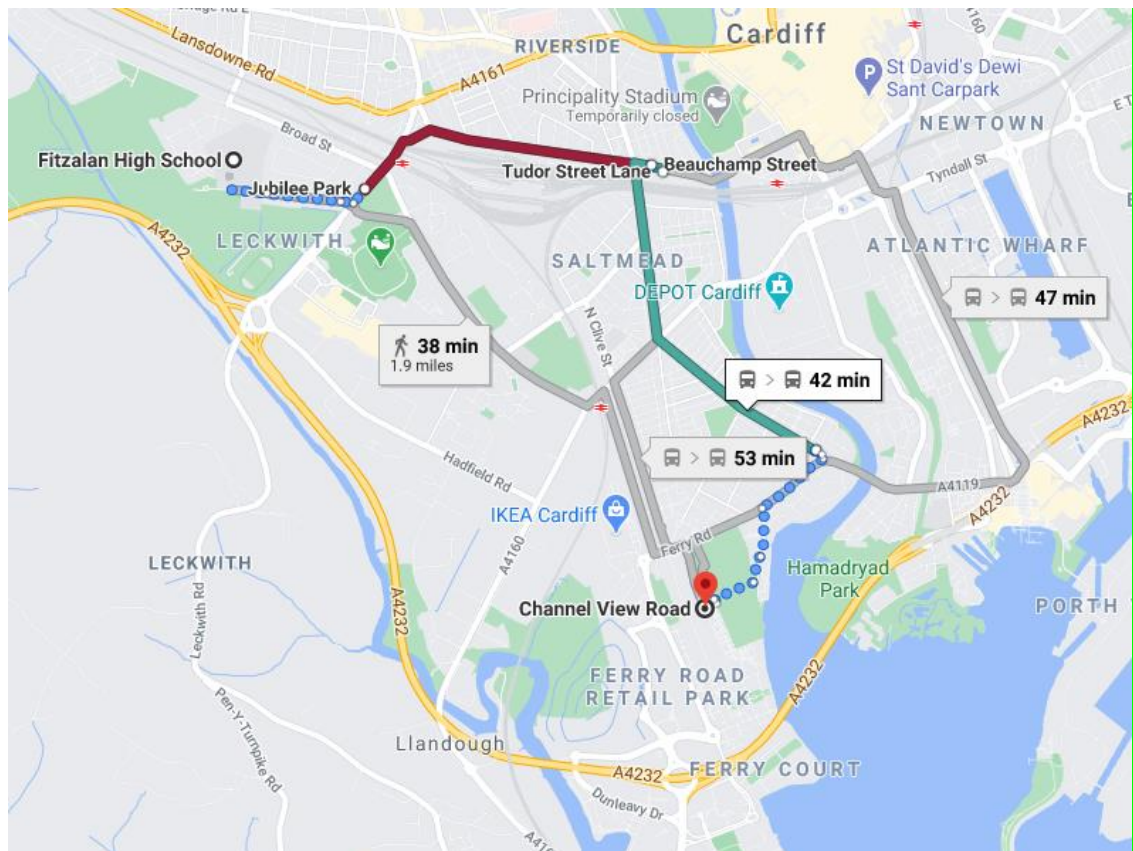 Cardiff
RIVERSIDE
Lansdowne Rd
A4161
A4160
St David's Dewi
Sant Carpark
P
Principality Stadium
Temporarily closed
NEWTOWN
Broad St
Tyndall St
Fitzalan High School
Tudor Street Lane
Beauchamp Street
Jubilee Park
LECKWITH
A4232
SALTMEAD
ATLANTIC WHARF
DEPOT Cardiff
47 min
N Clive St
38 min
1.9 miles
42 min
A4232
53 min
Hadfield Rd
A4119
IKEA Cardiff
A4232
Ferry Rd
A4160
LECKWITH
Hamadryad
Park
Leckwith Rd
A4232
Channel View Road
PORTH
FERRY ROAD
RETAIL PARK
A4232
Pen-Y-Turnpike Rd
Llandough
A4232
FERRY COURT
Dunleavy Dr